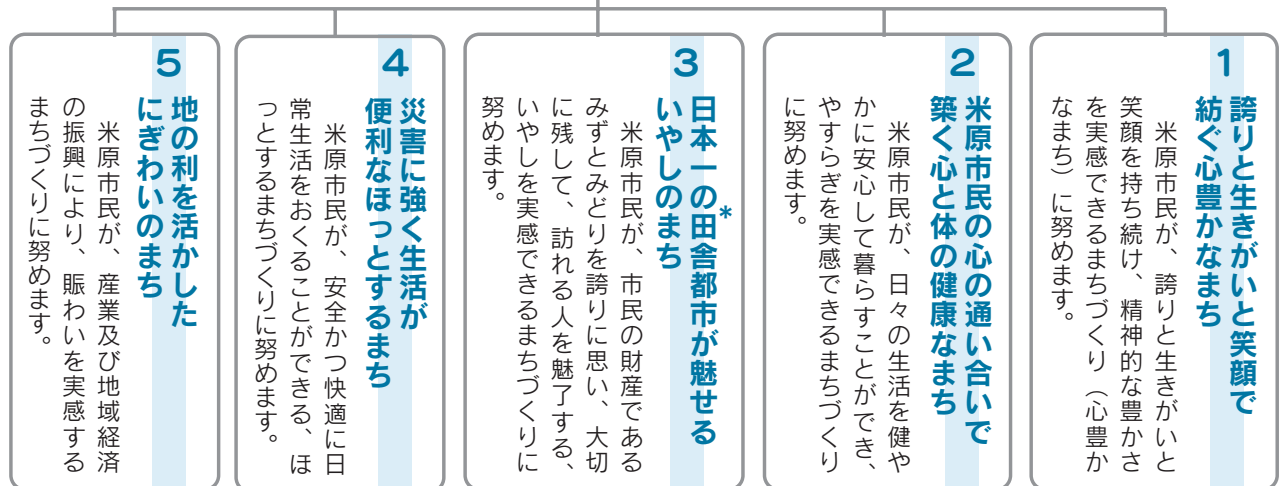 1
誇りと生きがいと笑顔で
紡ぐ心豊かなまち
米原市民が、誇りと生きがいと
笑顔を持ち続け、精神的な豊かさ
を実感できるまちづくり（心豊か
なまち）に努めます。
2
米原市民の心の通い合いで
築く心と体の健康なまち
米原市民が、日々の生活を健や
かに安心して暮らすことができ、
やすらぎを実感できるまちづくり
に努めます。
3
日本一の田舎都市が魅せる
*
いやしのまち
米原市民が、市民の財産である
みずとみどりを誇りに思い、大切
に残して、訪れる人を魅了する、
いやしを実感できるまちづくりに
努めます。
4
災害に強く生活が
便利なほっとするまち
米原市民が、安全かつ快適に日
常生活をおくることができる、ほ
っとするまちづくりに努めます。
5
地の利を活かした
にぎわいのまち
米原市民が、産業及び地域経済
の振興により、賑わいを実感する
まちづくりに努めます。